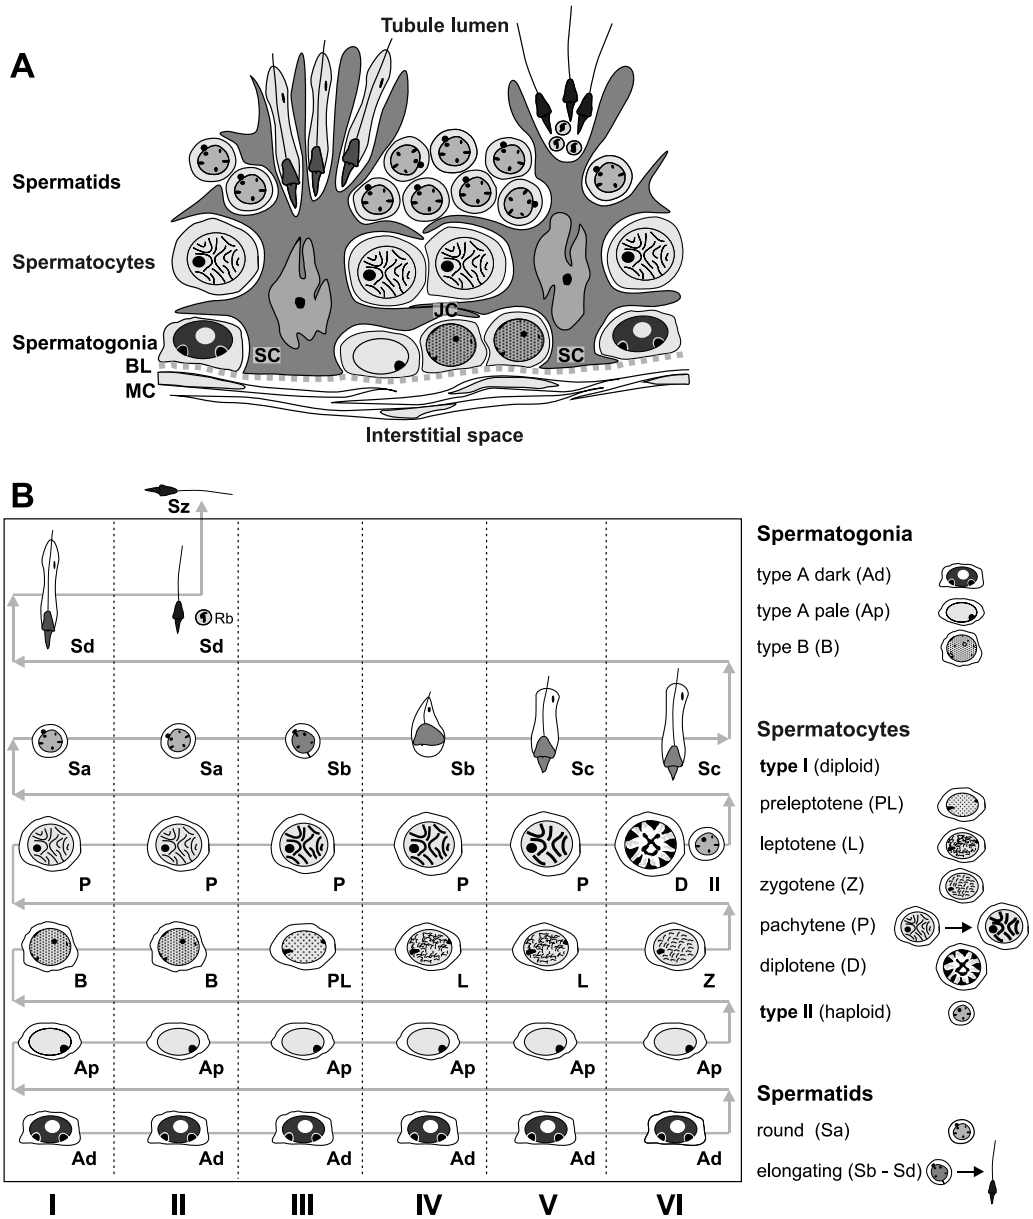 A
Tubule lumen
Spermatids
Spermatocytes
JC
Spermatogonia
SC SC
BL
MC
Interstitial space
B
Sz
Rb
Sd Sd
Sa Sa Sb Sb Sc Sc
P P P P P D II
B B PL L L Z
Ap Ap Ap Ap Ap Ap
Ad Ad Ad Ad Ad Ad
I II III IV V VI
Spermatogonia
type A dark (Ad)
type A pale (Ap)
type B (B)
Spermatocytes
type I (diploid)
preleptotene (PL)
leptotene (L)
zygotene (Z)
pachytene (P)
diplotene (D)
type II (haploid)
Spermatids
round (Sa)
elongating (Sb - Sd)